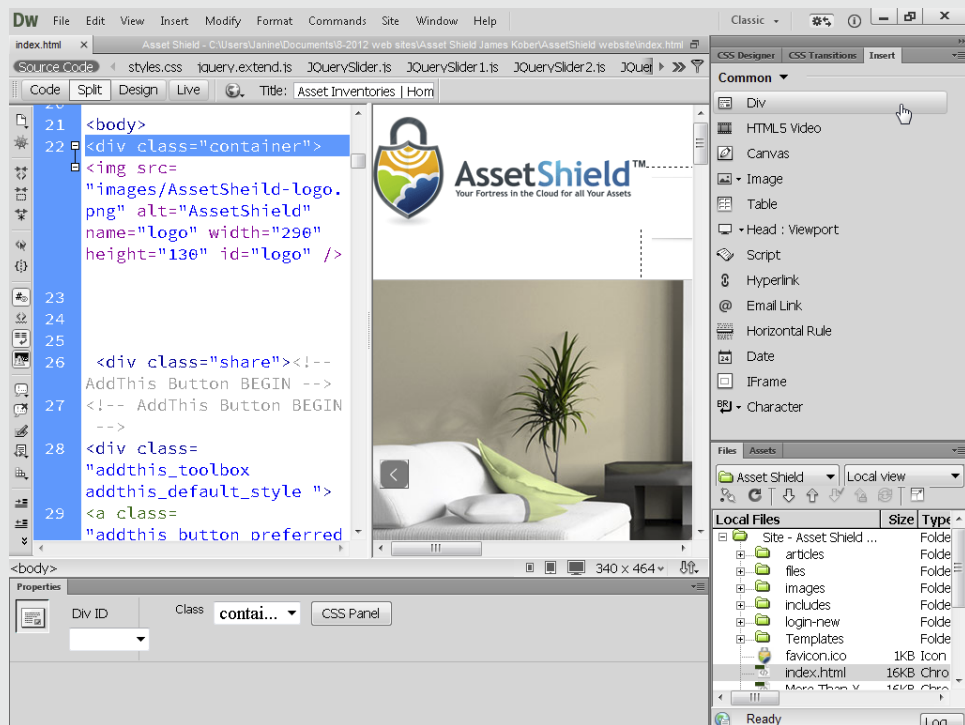 Dw File Edit View Insert Modify Format Commands Site Window Help Classic
index.html × Asset Shield - C:\Users\Janine\Documents\8-2012 web sites\Asset Shield James Kober\AssetShield website\index.html
Source Code styles.css jquery.extend.js JQuerySlider.js JQuerySlider1.js JQuerySlider2.js JQuer
Code Split Design Live Title: Asset Inventories | Hom
20
21 <body>
22 <div class="container">
<img src=
"images/AssetSheild-logo.
png" alt="AssetShield"
name="logo" width="290"
height="130" id="logo" />
23
24
25
26 <div class="share"><!--
AddThis Button BEGIN -->
27 <!-- AddThis Button BEGIN
-->
28 <div class=
"addthis_toolbox
addthis_default_style ">
29 <a class=
"addthis_button_preferred
AssetShield™
Your Fortress in the Cloud for all Your Assets
<body> 340 x 464
Properties
Div ID Class contai... CSS Panel
CSS Designer CSS Transitions Insert
Common
Div
HTML5 Video
Canvas
Image
Table
Head : Viewport
Script
Hyperlink
@ Email Link
Horizontal Rule
24 Date
IFrame
BRJ Character
Files Assets
Asset Shield Local view
Local Files Size Type
Site - Asset Shield ... Folde
articles Folde
files Folde
images Folde
includes Folde
login-new Folde
Templates Folde
favicon.ico 1KB Icon
index.html 16KB Chro
More Than Y 16KB Chro
Ready Log